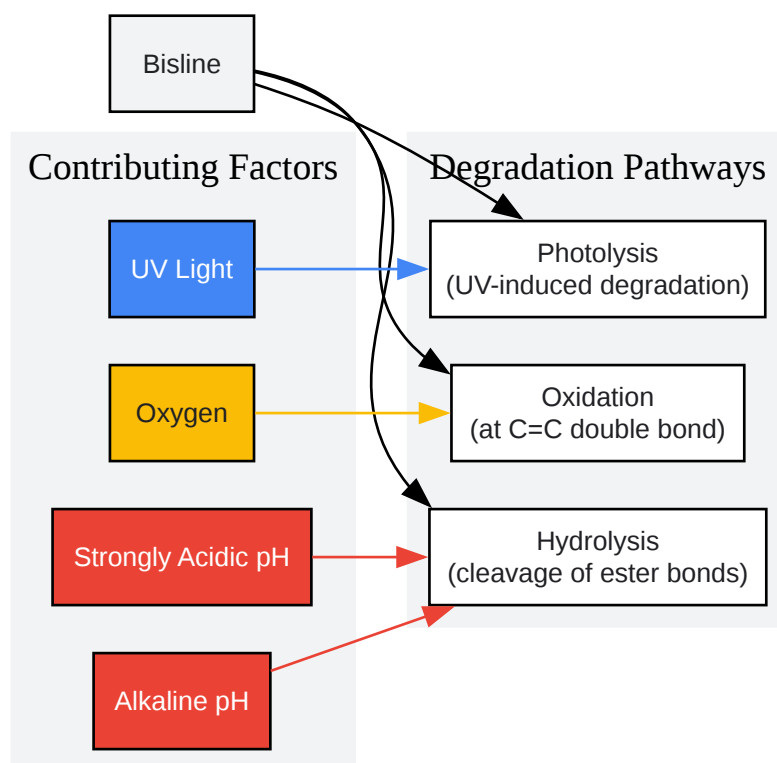 Bisline
Contributing Factors
Degradation Pathways
UV Light
Photolysis
(UV-induced degradation)
Oxygen
Oxidation
(at C=C double bond)
Strongly Acidic pH
Hydrolysis
(cleavage of ester bonds)
Alkaline pH